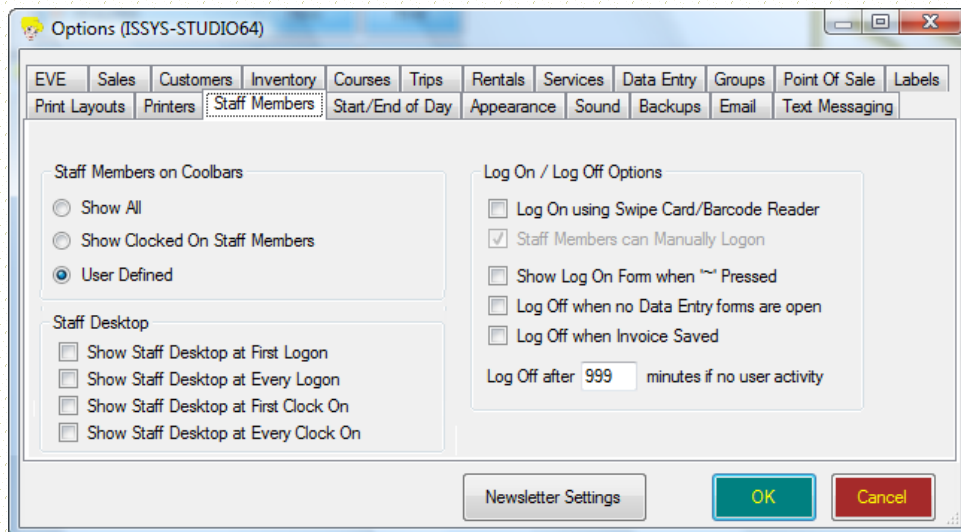 Options (ISSYS-STUDIO64)
EVE Sales Customers Inventory Courses Trips Rentals Services Data Entry Groups Point Of Sale Labels
Print Layouts Printers Staff Members Start/End of Day Appearance Sound Backups Email Text Messaging
Staff Members on Coolbars
Show All
Show Clocked On Staff Members
User Defined
Staff Desktop
Show Staff Desktop at First Logon
Show Staff Desktop at Every Logon
Show Staff Desktop at First Clock On
Show Staff Desktop at Every Clock On
Log On / Log Off Options
Log On using Swipe Card/Barcode Reader
Staff Members can Manually Logon
Show Log On Form when "~" Pressed
Log Off when no Data Entry forms are open
Log Off when Invoice Saved
Log Off after 999 minutes if no user activity
Newsletter Settings OK Cancel